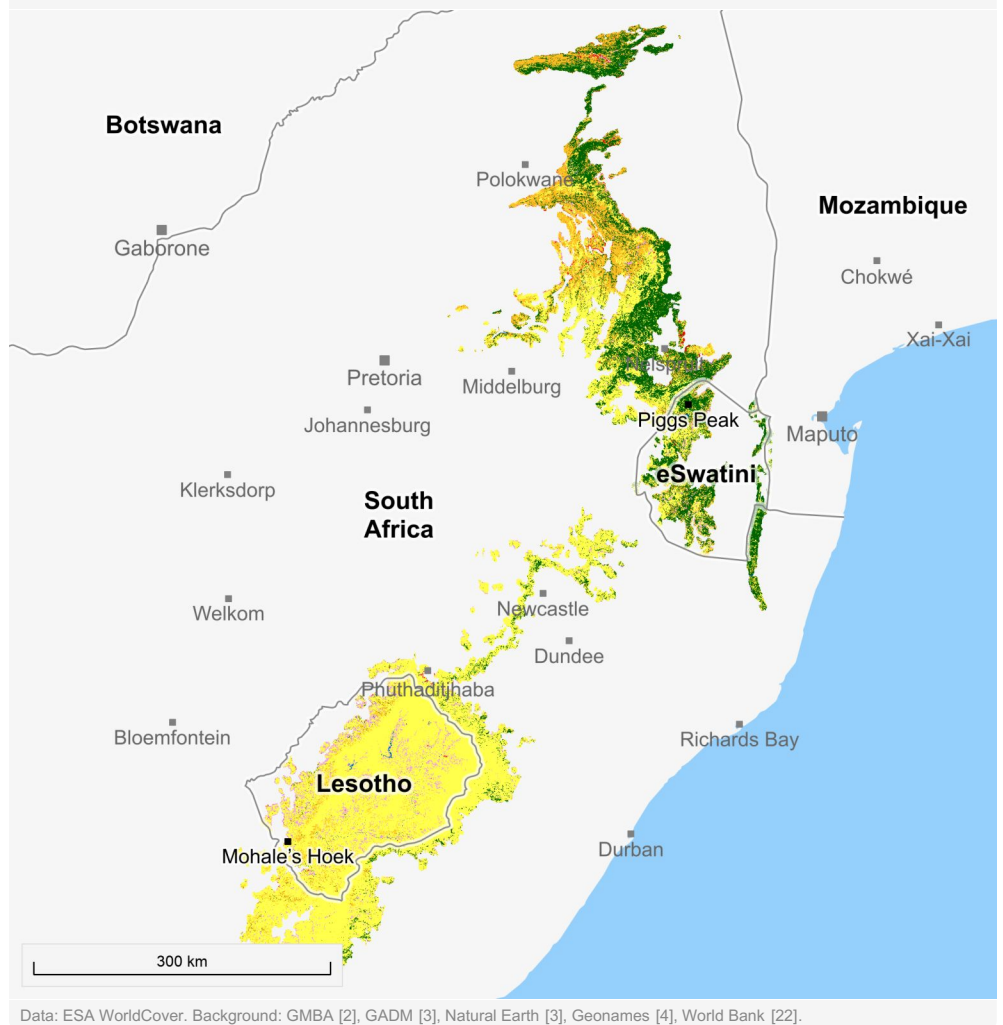 Botswana
Polokwane
Mozambique
Gaborone
Chokwé
Xai-Xai
Nelspruit
Pretoria
Middelburg
Johannesburg
Piggs Peak
Maputo
Klerksdorp
eSwatini
South
Africa
Newcastle
Welkom
Dundee
Phuthaditjhaba
Bloemfontein
Richards Bay
Lesotho
Mohale's Hoek
Durban
300 km
Data: ESA WorldCover. Background: GMBA [2], GADM [3], Natural Earth [3], Geonames [4], World Bank [22].